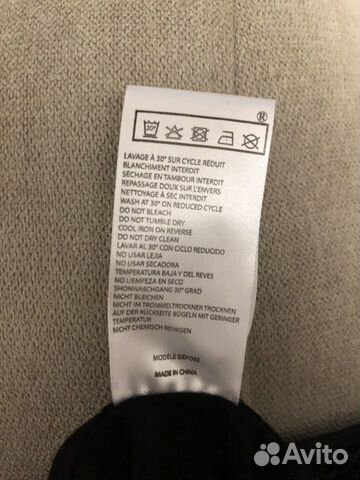 ®
30°
LAVAGE À 30° SUR CYCLE RÉDUIT
BLANCHIMENT INTERDIT
SÉCHAGE EN TAMBOUR INTERDIT
REPASSAGE DOUX SUR L'ENVERS
NETTOYAGE À SEC INTERDIT
WASH AT 30° ON REDUCED CYCLE
DO NOT BLEACH
DO NOT TUMBLE DRY
COOL IRON ON REVERSE
DO NOT DRY CLEAN
LAVAR AL 30° CON CICLO REDUCIDO
NO USAR LEJIA
NO USAR SECADORA
TEMPERATURA BAJA Y DEL REVES
NO LIEMPEZA EN SECO
SHONWASCHGANG 30° GRAD
NICHT BLEICHEN
NICHT IM TROMMELTROCKNER TROCKNEN
AUF DER RÜCKSEITE BÜGELN MIT GERINGER
TEMPERATUR
NICHT CHEMISCH REINIGEN
MODÈLE DÉPOSÉ
MADE IN CHINA
Avito